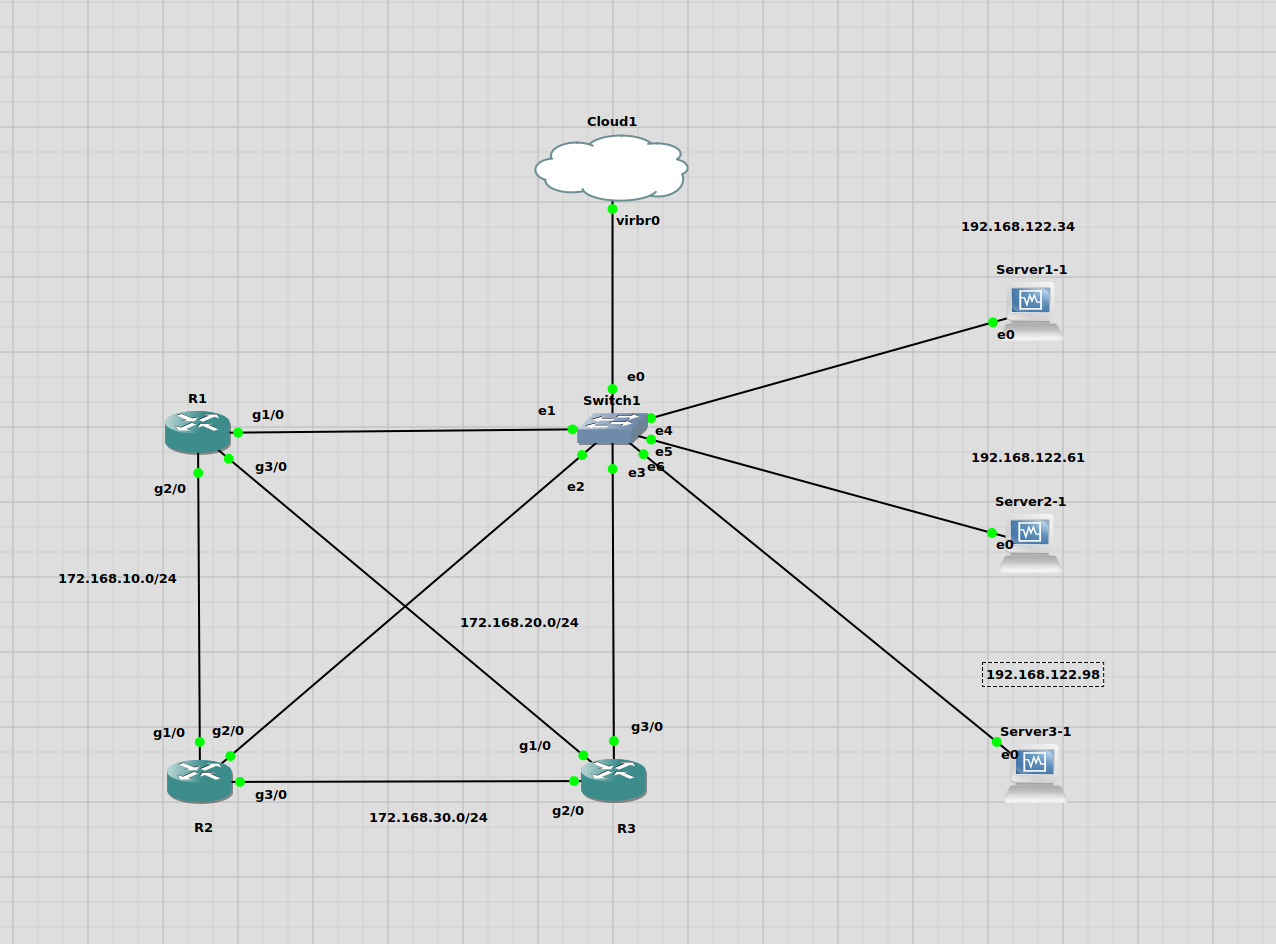 Cloud1
virbr0
192.168.122.34
Server1-1
e0
e0
Switch1
R1
g1/0
e1
g3/0
g2/0
e4
e5
e6
e3
e2
192.168.122.61
Server2-1
e0
172.168.10.0/24
172.168.20.0/24
192.168.122.98
Server3-1
e0
g1/0
g2/0
g3/0
g1/0
g3/0
g2/0
172.168.30.0/24
R2
R3